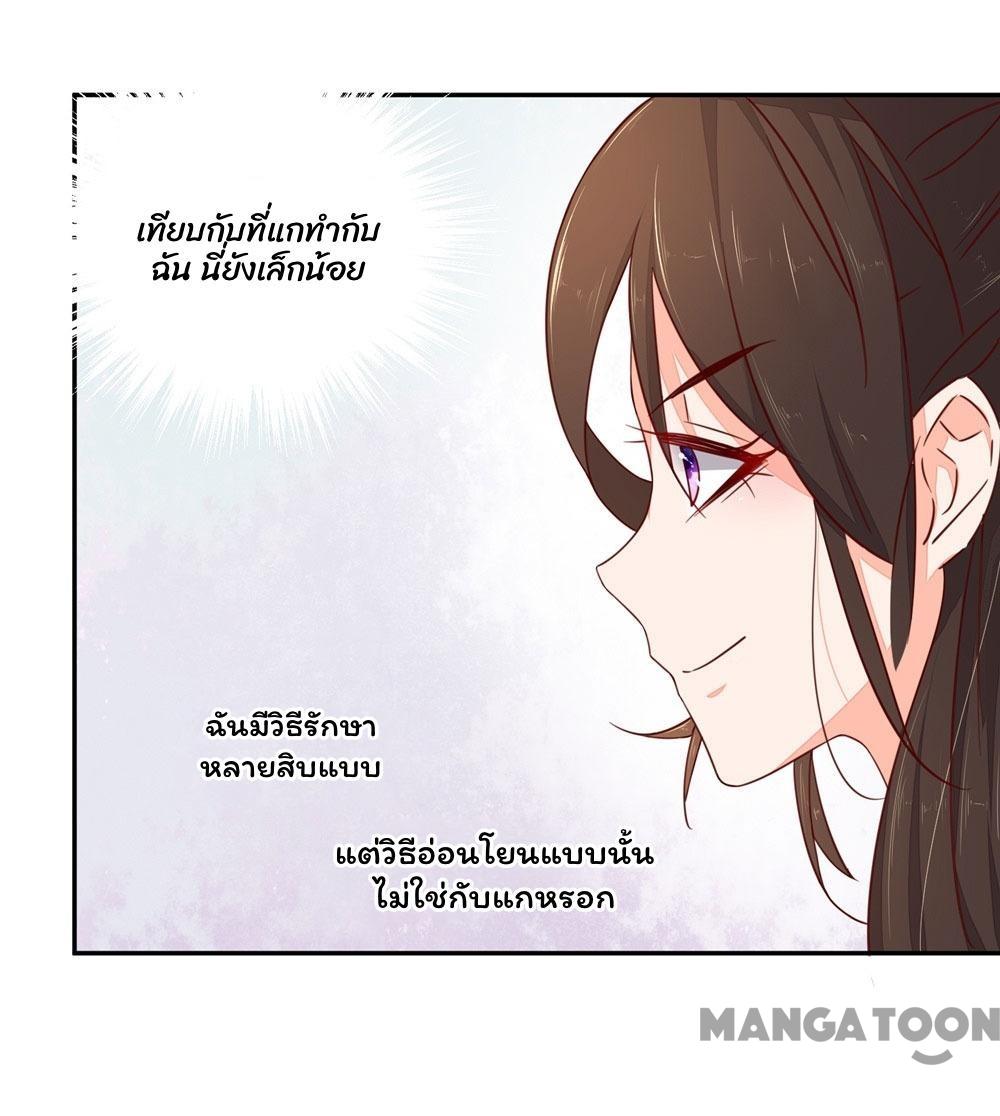 เทียบกับที่แกทำกับ
ฉัน นี่ยังเล็กน้อย
ฉันมีวิธีรักษา
หลายสิบแบบ
แต่วิธีอ่อนโยนแบบนั้น
ไม่ใช่กับแกหรอก
MANGATOON